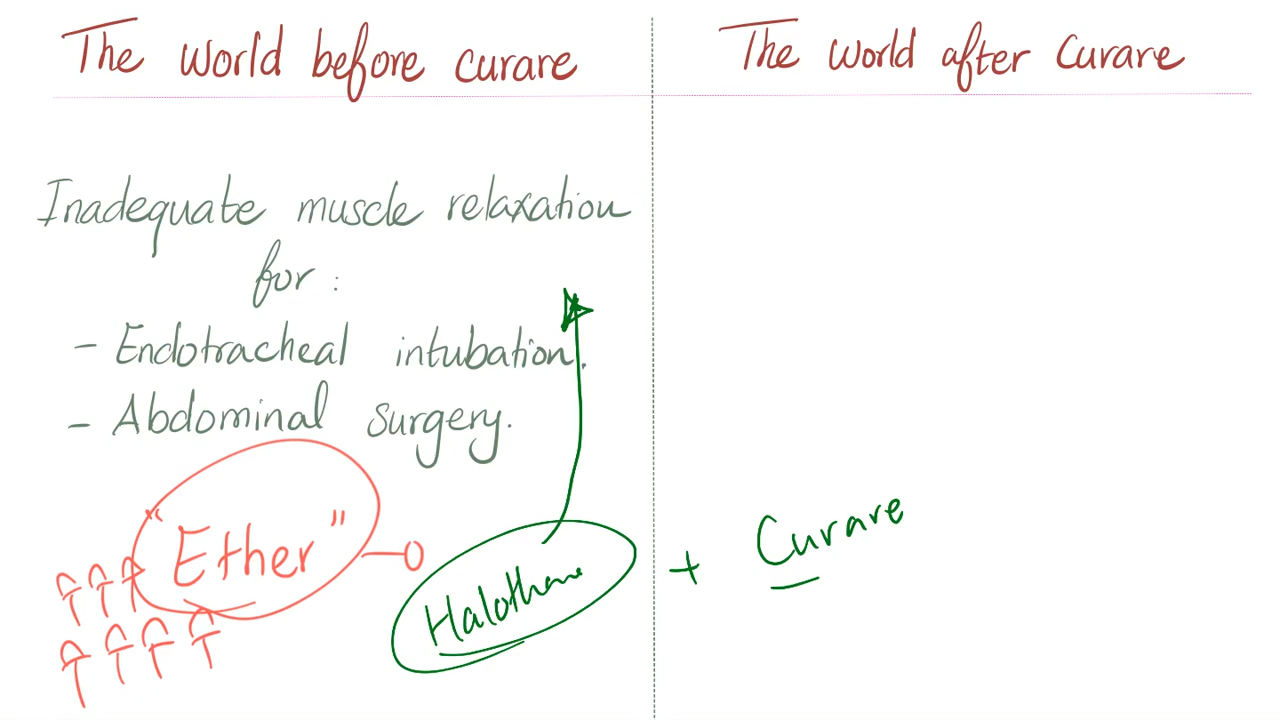 The world before curare
The world after Curare
Inadequate muscle relaxation
for :
- Endotracheal intubation.
- Abdominal surgery.
"Ether"
Halothane
+ Curare